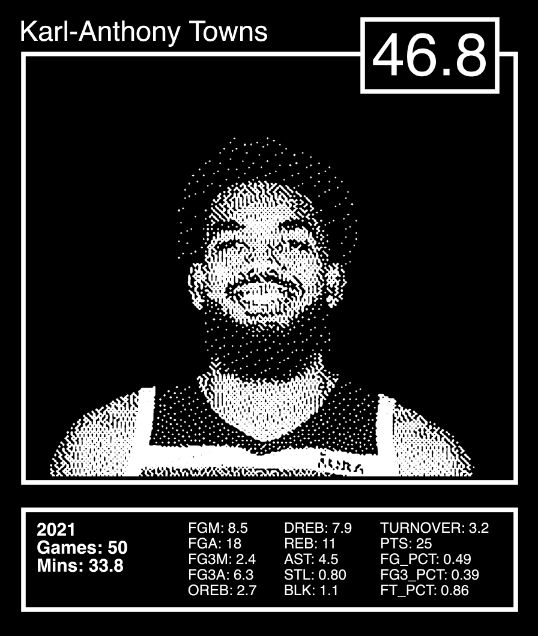 Karl-Anthony Towns
46.8
2021
Games: 50
Mins: 33.8
FGM: 8.5
FGA: 18
FG3M: 2.4
FG3A: 6.3
OREB: 2.7
DREB: 7.9
REB: 11
AST: 4.5
STL: 0.80
BLK: 1.1
TURNOVER: 3.2
PTS: 25
FG_PCT: 0.49
FG3_PCT: 0.39
FT_PCT: 0.86